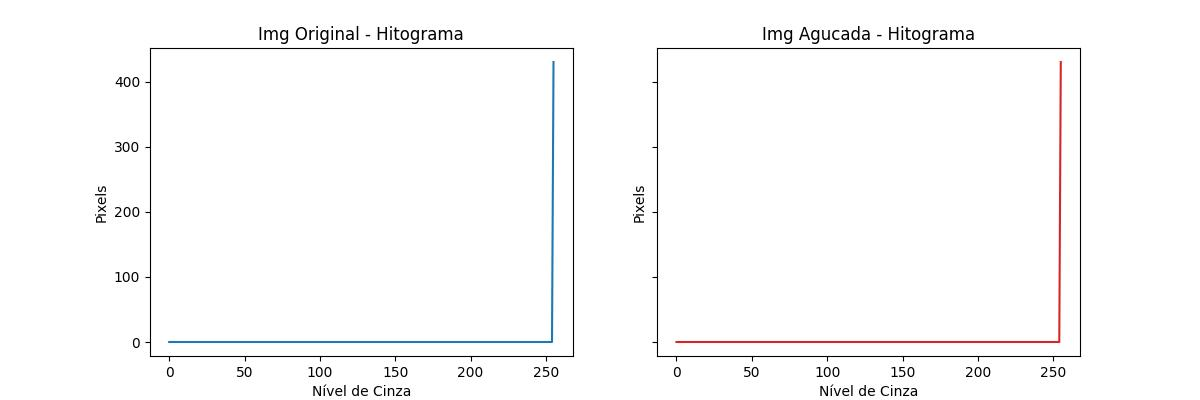 Img Original - Hitograma
400
300
200
100
0
Pixels
0 50 100 150 200 250
Nível de Cinza
Img Agucada - Hitograma
Pixels
0 50 100 150 200 250
Nível de Cinza